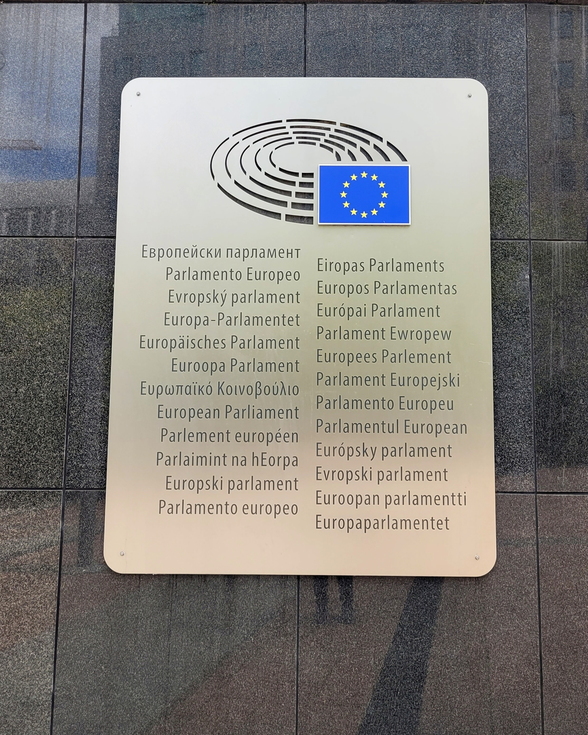 Европейски парламент
Parlamento Europeo
Evropský parlament
Europa-Parlamentet
Europäisches Parlament
Euroopa Parlament
Ευρωπαϊκό Κοινοβούλιο
European Parliament
Parlement européen
Parlaimint na hEorpa
Europski parlament
Parlamento europeo
Eiropas Parlaments
Europos Parlamentas
Európai Parlament
Parlament Ewropew
Europees Parlement
Parlament Europejski
Parlamento Europeu
Parlamentul European
Európsky parlament
Evropski parlament
Euroopan parlamentti
Europaparlamentet